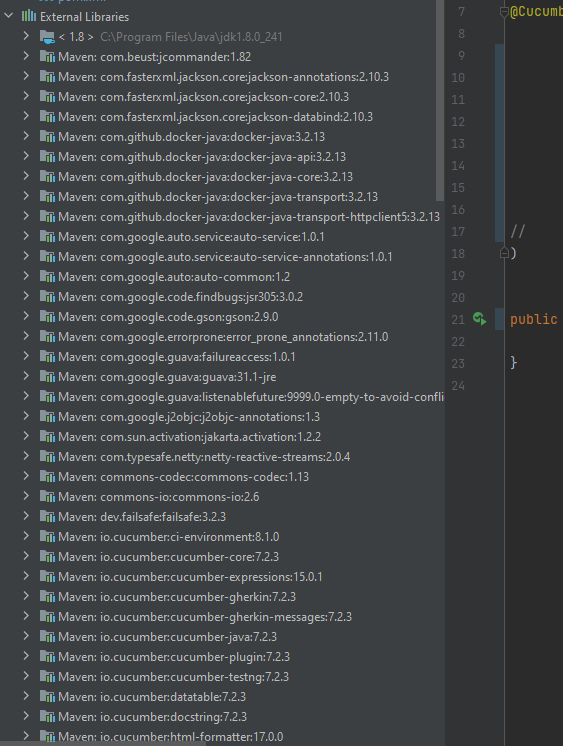 External Libraries
< 1.8 > C:\Program Files\Java\jdk1.8.0_241
Maven: com.beust:jcommander:1.82
Maven: com.fasterxml.jackson.core:jackson-annotations:2.10.3
Maven: com.fasterxml.jackson.core:jackson-core:2.10.3
Maven: com.fasterxml.jackson.core:jackson-databind:2.10.3
Maven: com.github.docker-java:docker-java:3.2.13
Maven: com.github.docker-java:docker-java-api:3.2.13
Maven: com.github.docker-java:docker-java-core:3.2.13
Maven: com.github.docker-java:docker-java-transport:3.2.13
Maven: com.github.docker-java:docker-java-transport-httpclient5:3.2.13
Maven: com.google.auto.service:auto-service:1.0.1
Maven: com.google.auto.service:auto-service-annotations:1.0.1
Maven: com.google.auto:auto-common:1.2
Maven: com.google.code.findbugs:jsr305:3.0.2
Maven: com.google.code.gson:gson:2.9.0
Maven: com.google.errorprone:error_prone_annotations:2.11.0
Maven: com.google.guava:failureaccess:1.0.1
Maven: com.google.guava:guava:31.1-jre
Maven: com.google.guava:listenablefuture:9999.0-empty-to-avoid-confli
Maven: com.google.j2objc:j2objc-annotations:1.3
Maven: com.sun.activation:jakarta.activation:1.2.2
Maven: com.typesafe.netty:netty-reactive-streams:2.0.4
Maven: commons-codec:commons-codec:1.13
Maven: commons-io:commons-io:2.6
Maven: dev.failsafe:failsafe:3.2.3
Maven: io.cucumber:ci-environment:8.1.0
Maven: io.cucumber:cucumber-core:7.2.3
Maven: io.cucumber:cucumber-expressions:15.0.1
Maven: io.cucumber:cucumber-gherkin:7.2.3
Maven: io.cucumber:cucumber-gherkin-messages:7.2.3
Maven: io.cucumber:cucumber-java:7.2.3
Maven: io.cucumber:cucumber-plugin:7.2.3
Maven: io.cucumber:cucumber-testng:7.2.3
Maven: io.cucumber:datatable:7.2.3
Maven: io.cucumber:docstring:7.2.3
Maven: io.cucumber:html-formatter:17.0.0
7 @Cucumb
8
9
10
11
12
13
14
15
16
17 //
18 )
19
20
21 public
22
23 }
24